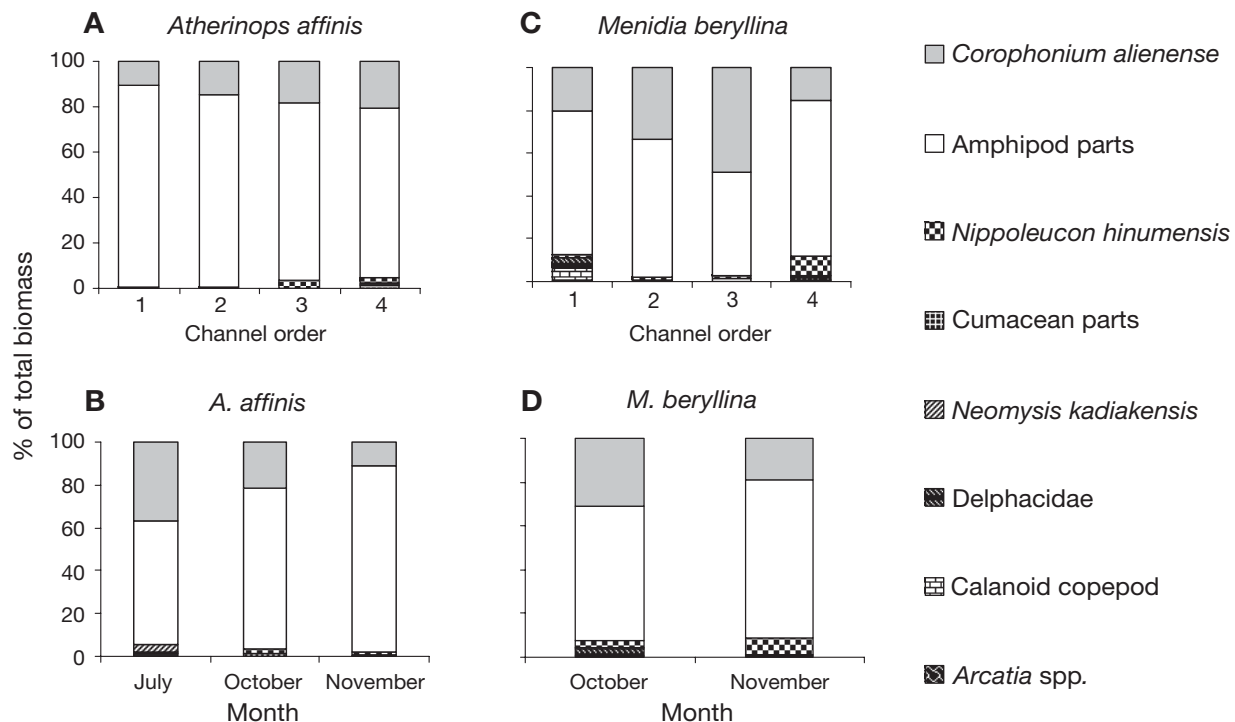 A
Atherinops affinis
C
Menidia beryllina
% of total biomass
100
80
60
40
20
0
1 2 3 4
Channel order
1 2 3 4
Channel order
B
A. affinis
D
M. beryllina
100
80
60
40
20
0
July October November
Month
October November
Month
Corophonium alienense
Amphipod parts
Nippoleucon hinumensis
Cumacean parts
Neomysis kadiakensis
Delphacidae
Calanoid copepod
Arcatia spp.